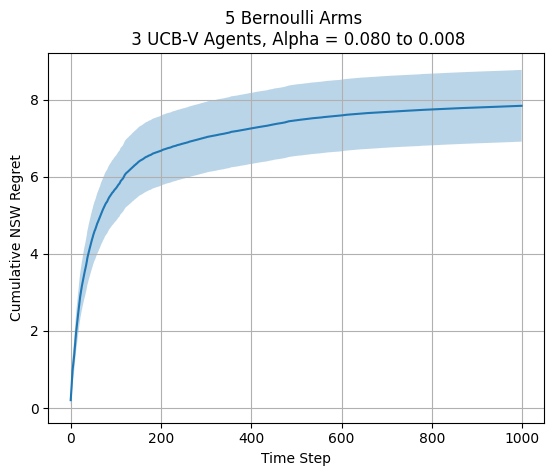 5 Bernoulli Arms
3 UCB-V Agents, Alpha = 0.080 to 0.008
Cumulative NSW Regret
8
6
4
2
0
0 200 400 600 800 1000
Time Step